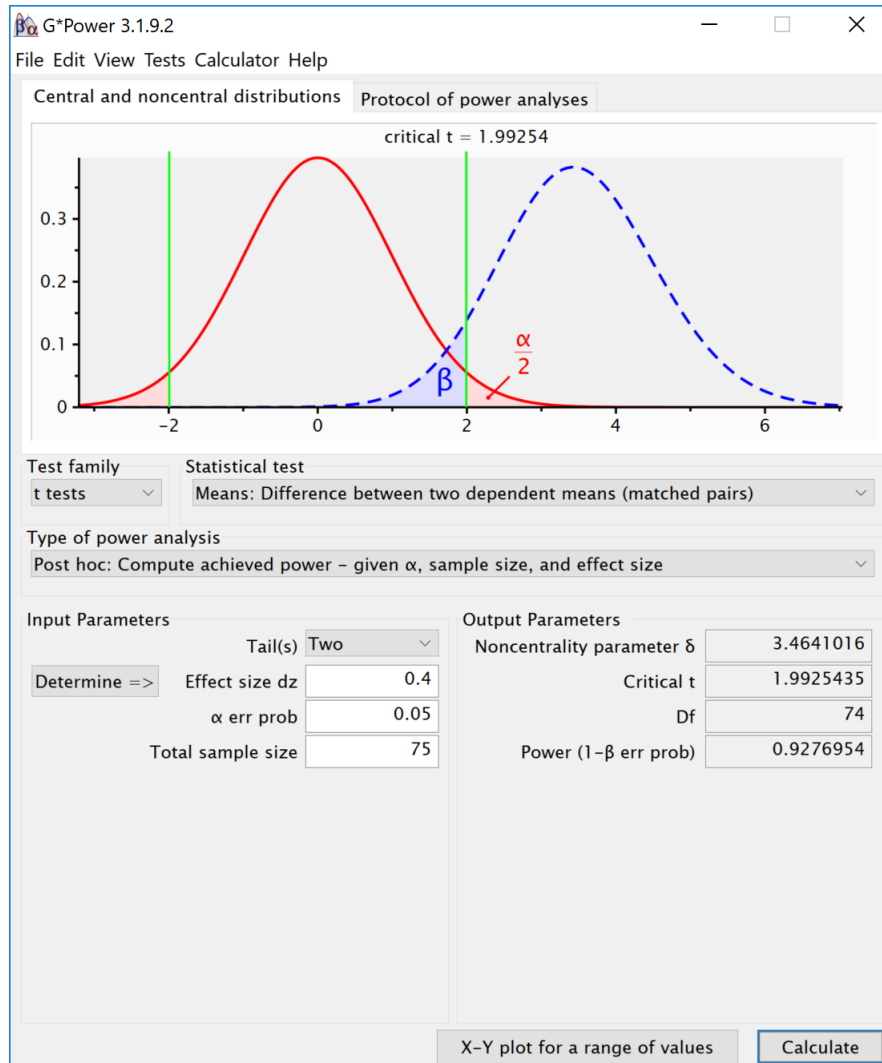 βα G*Power 3.1.9.2
File Edit View Tests Calculator Help
Central and noncentral distributions Protocol of power analyses
critical t = 1.99254
0.3
0.2
0.1
0
β
α
2
-2 0 2 4 6
Test family Statistical test
t tests Means: Difference between two dependent means (matched pairs)
Type of power analysis
Post hoc: Compute achieved power – given α, sample size, and effect size
Input Parameters Output Parameters
Tail(s) Two Noncentrality parameter δ 3.4641016
Determine => Effect size dz 0.4 Critical t 1.9925435
α err prob 0.05 Df 74
Total sample size 75 Power (1-β err prob) 0.9276954
X-Y plot for a range of values Calculate